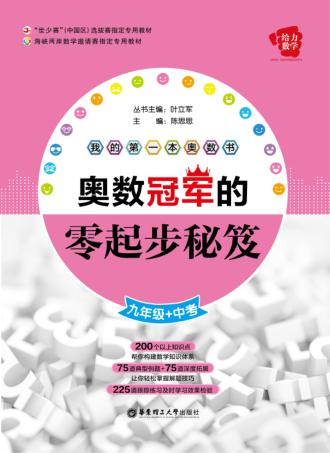 “世少赛”(中国区)选拔赛指定专用教材
海峡两岸数学邀请赛指定专用教材
给力
数学
丛书主编：叶立军
主 编：陈思思
我的第一本奥数书
奥数冠军的
零起步秘笈
九年级+中考
200个以上知识点
帮你构建数学知识体系
75道典型例题+75道深度拓展
让你轻松掌握解题技巧
225道跟踪练习及时学习效果检验
华东理工大学出版社